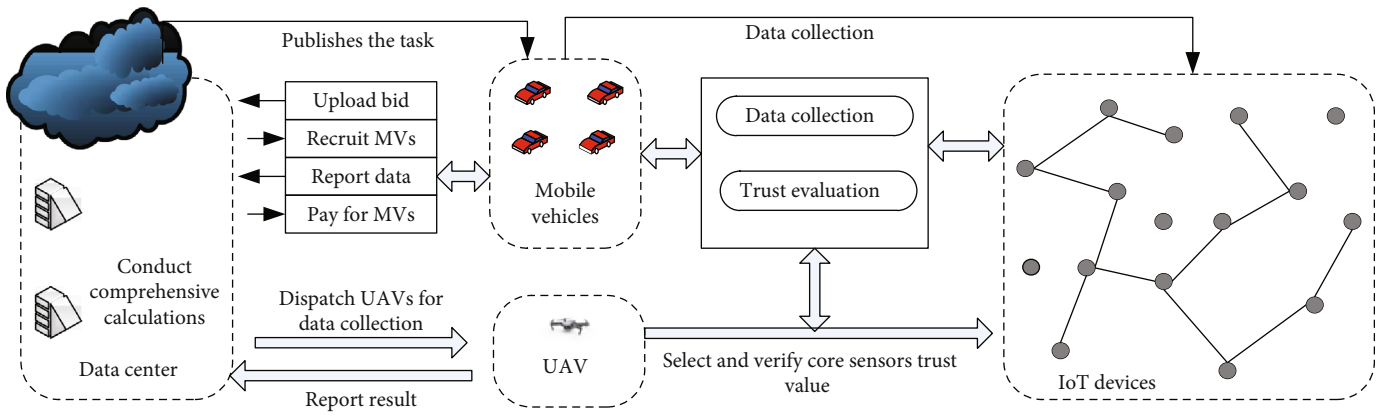 Publishes the task
Data collection
Upload bid
Recruit MVs
Report data
Pay for MVs
Mobile
vehicles
Data collection
Trust evaluation
Conduct
comprehensive
calculations
Data center
Dispatch UAVs for
data collection
Report result
UAV
Select and verify core sensors trust
value
IoT devices